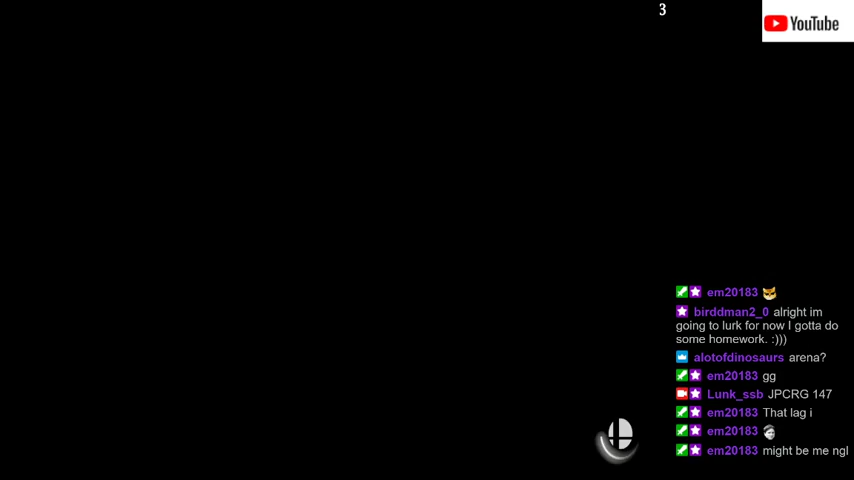 3
YouTube
em20183
birddman2_0 alright im
going to lurk for now I gotta do
some homework. :)))
alotofdinosaurs arena?
em20183 gg
Lunk_ssb JPCRG 147
em20183 That lag i
em20183
em20183 might be me ngl